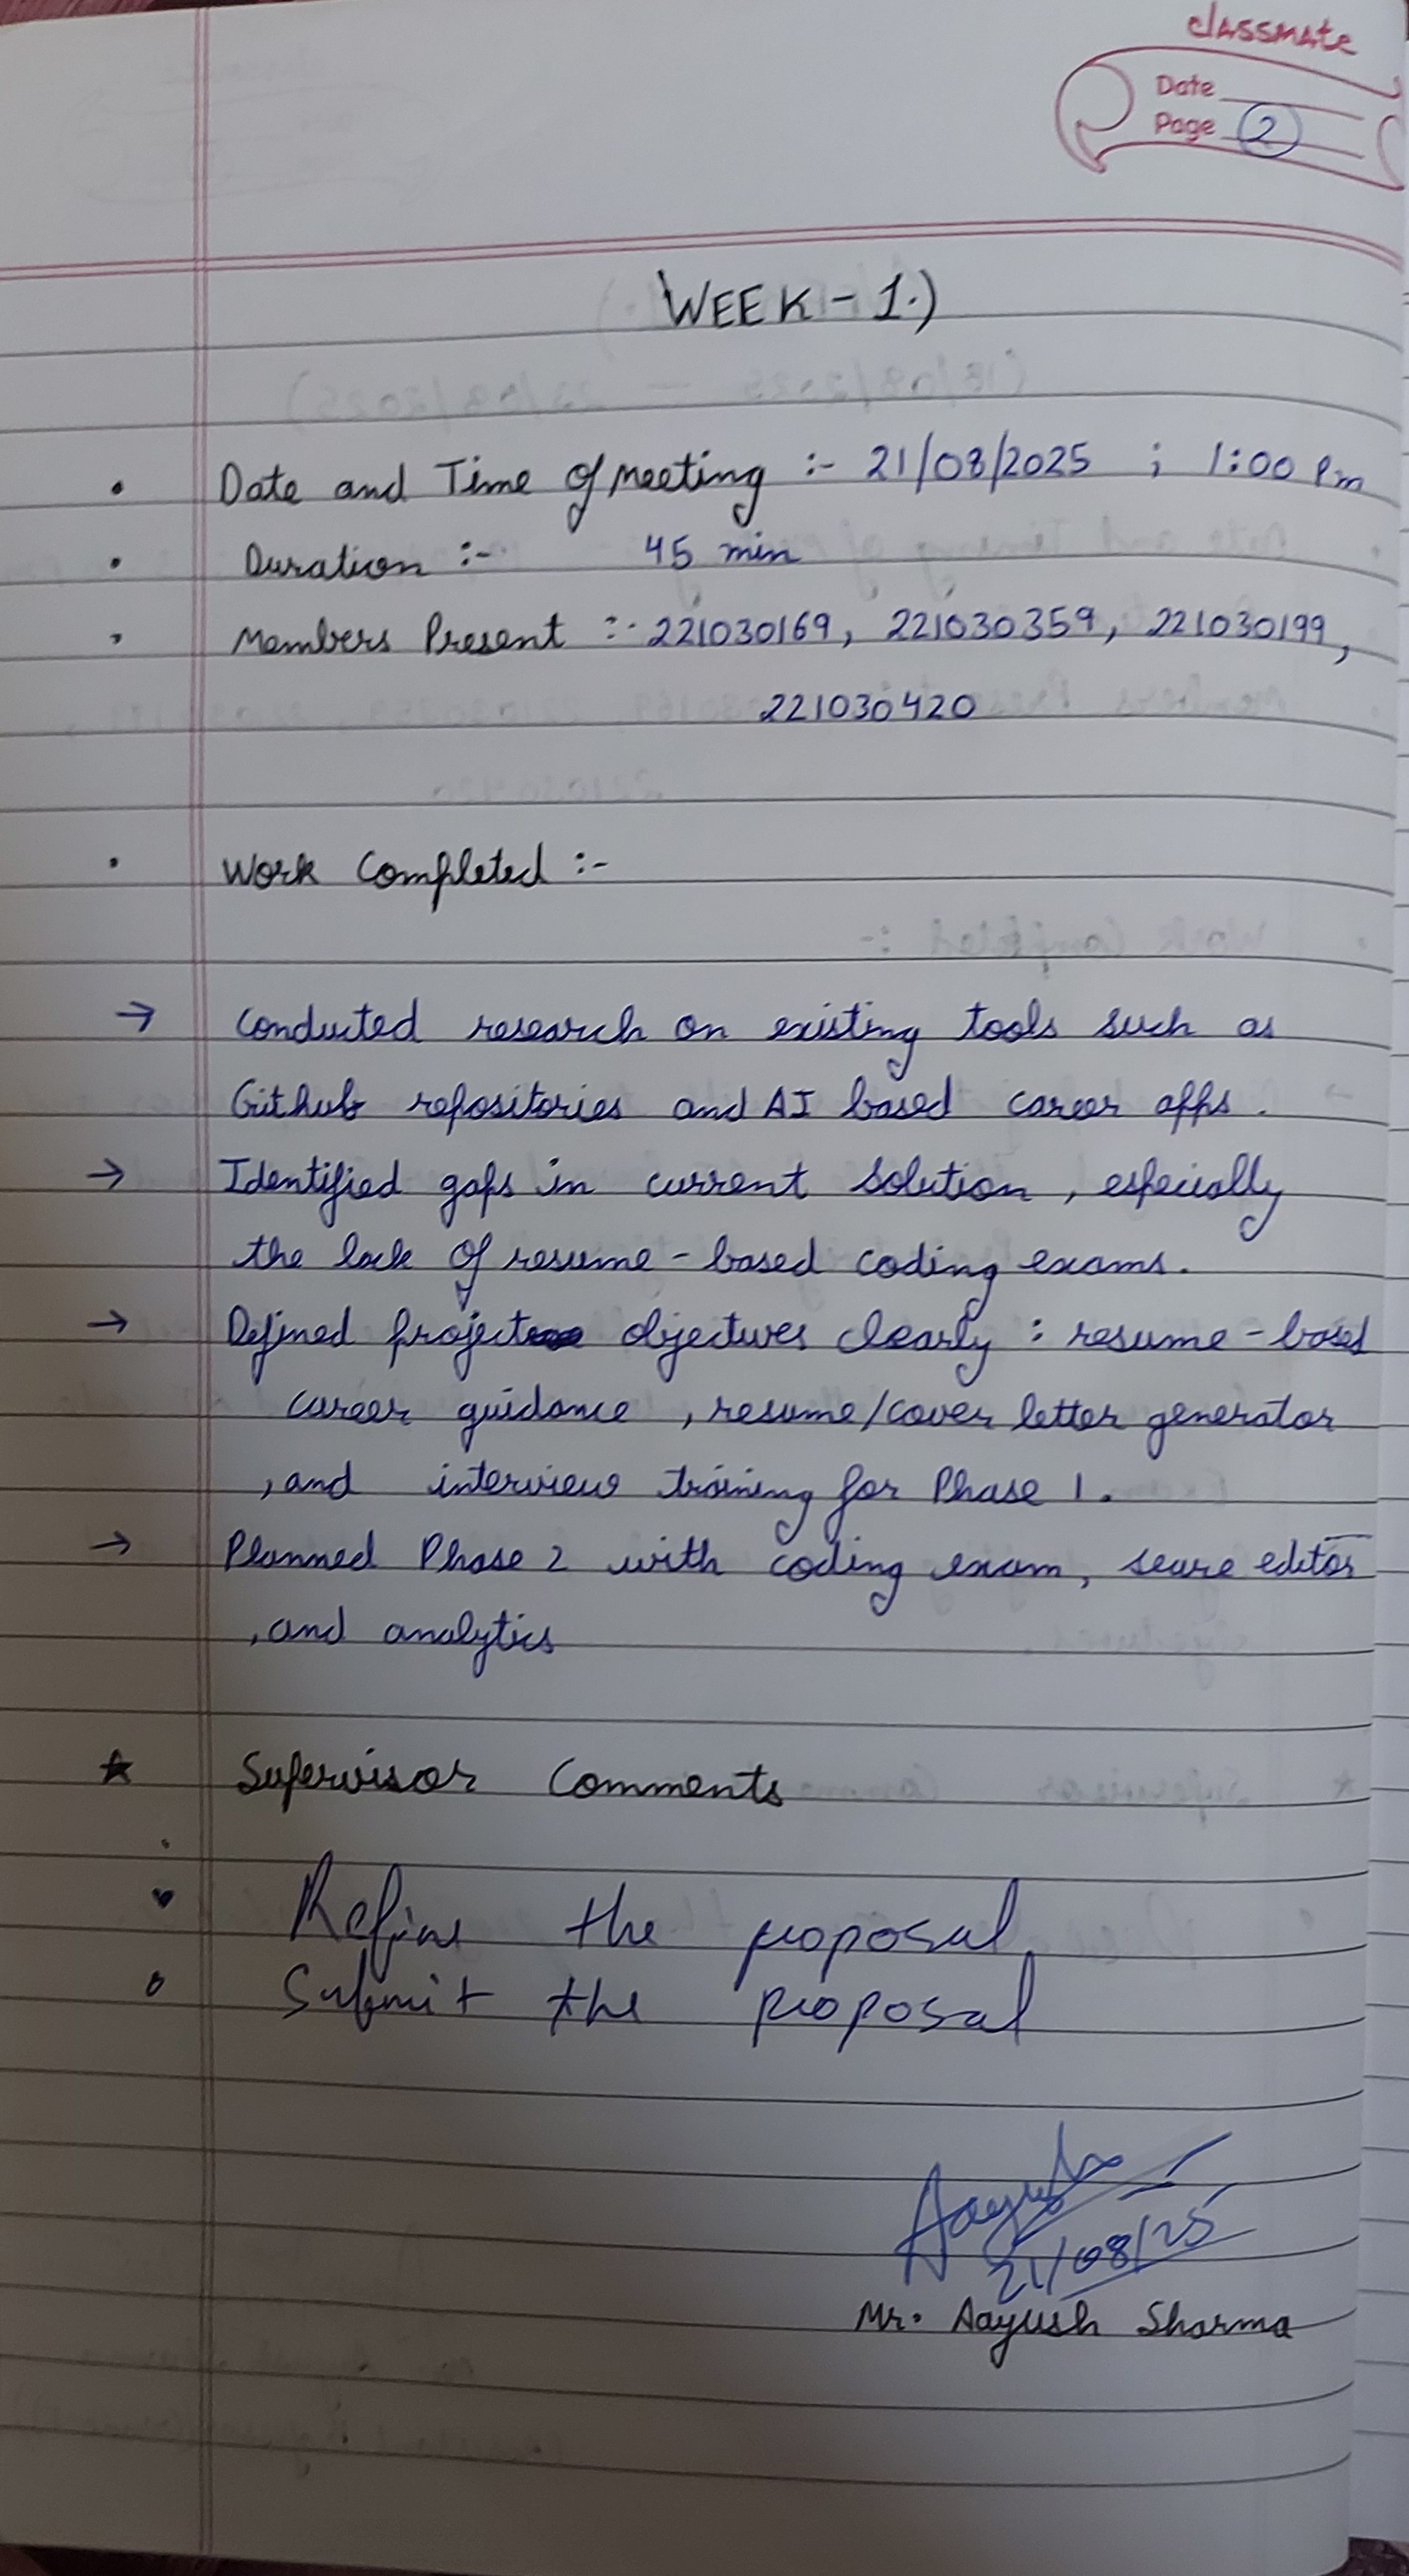 classmate
Date
Page 2
WEEK - 1.)
• Date and Time of Meeting :- 21/08/2025 ; 1:00 Pm
• Duration :- 45 min
• Members Present :- 221030169, 221030359, 221030199,
221030420
• Work Completed :-
→ Conducted research on existing tools such as
Github repositories and AI based career apps.
→ Identified gaps in current solution, especially
the lack of resume-based coding exams.
→ Defined project objectives clearly : resume-based
career guidance, resume/cover letter generator
, and interview training for Phase 1.
→ Planned Phase 2 with coding exam, secure editor
, and analytics
★ Supervisor Comments
• Refine the proposal
• Submit the proposal
Aayush
21/08/25
Mr. Aayush Sharma